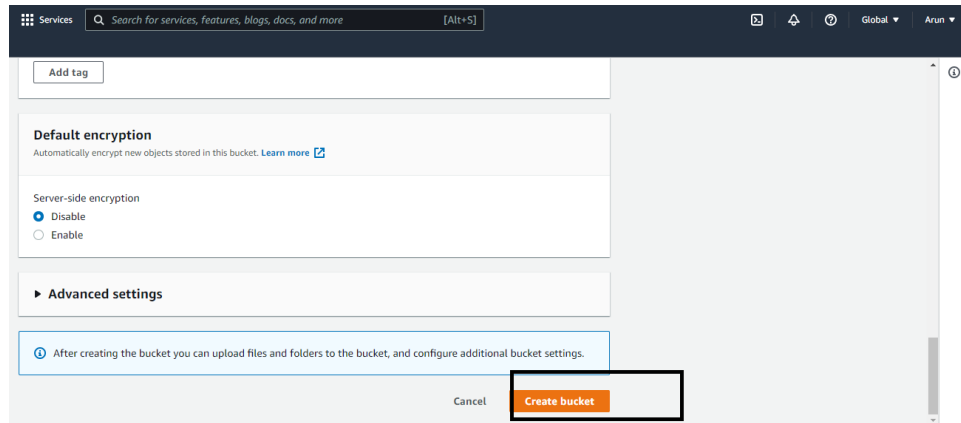 Services
Search for services, features, blogs, docs, and more [Alt+S]
Global
Arun
Add tag
Default encryption
Automatically encrypt new objects stored in this bucket. Learn more
Server-side encryption
Disable
Enable
Advanced settings
After creating the bucket you can upload files and folders to the bucket, and configure additional bucket settings.
Cancel
Create bucket